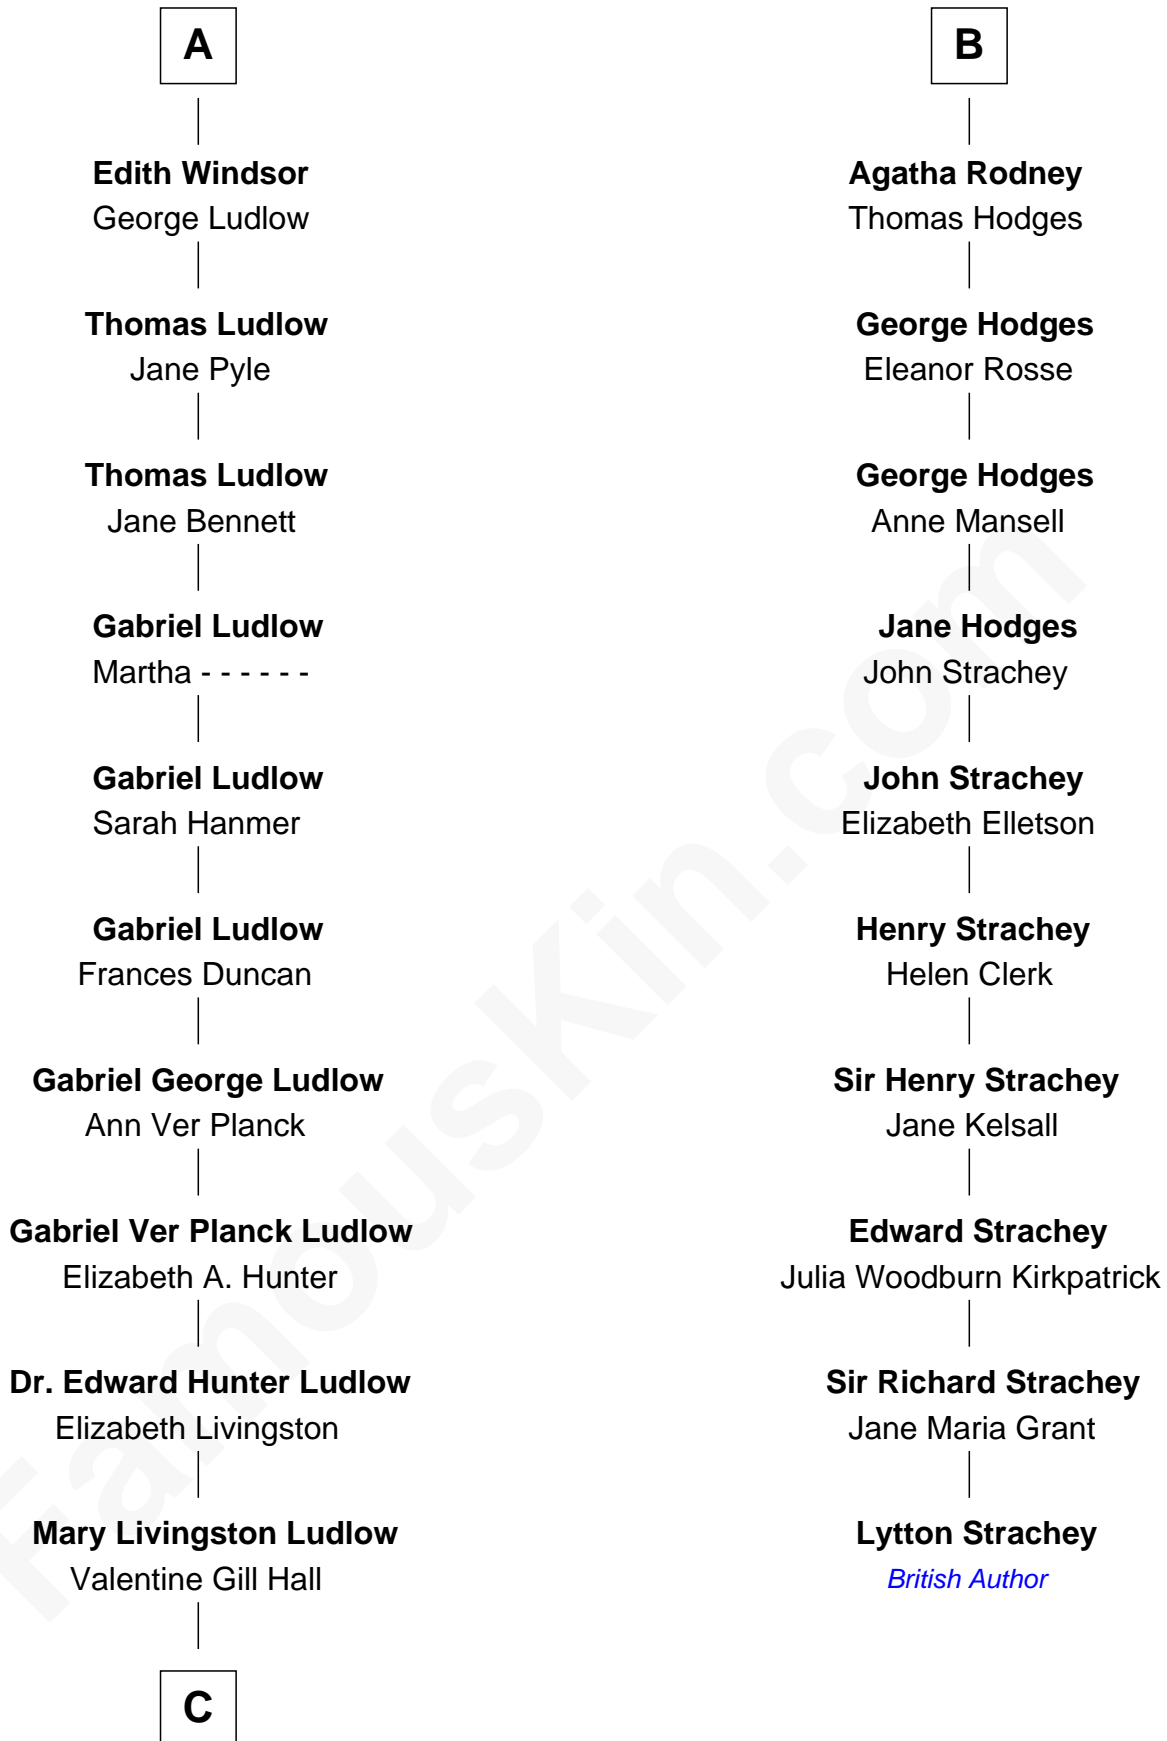 A
Edith Windsor
George Ludlow
Thomas Ludlow
Jane Pyle
Thomas Ludlow
Jane Bennett
Gabriel Ludlow
Martha - - - - - -
Gabriel Ludlow
Sarah Hanmer
Gabriel Ludlow
Frances Duncan
Gabriel George Ludlow
Ann Ver Planck
Gabriel Ver Planck Ludlow
Elizabeth A. Hunter
Dr. Edward Hunter Ludlow
Elizabeth Livingston
Mary Livingston Ludlow
Valentine Gill Hall
C
B
Agatha Rodney
Thomas Hodges
George Hodges
Eleanor Rosse
George Hodges
Anne Mansell
Jane Hodges
John Strachey
John Strachey
Elizabeth Elletson
Henry Strachey
Helen Clerk
Sir Henry Strachey
Jane Kelsall
Edward Strachey
Julia Woodburn Kirkpatrick
Sir Richard Strachey
Jane Maria Grant
Lytton Strachey
British Author
FamousKin.com